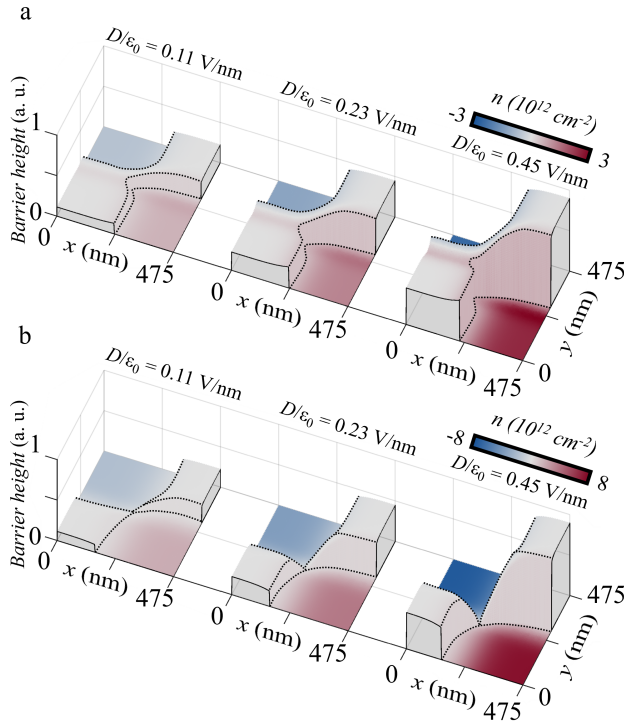 a
D/ε₀ = 0.11 V/nm
D/ε₀ = 0.23 V/nm
n (10¹² cm⁻²)
-3
3
D/ε₀ = 0.45 V/nm
Barrier height (a. u.)
1
0
0
x (nm)
475
0
x (nm)
475
0
x (nm)
475
0
y (nm)
475
b
D/ε₀ = 0.11 V/nm
D/ε₀ = 0.23 V/nm
n (10¹² cm⁻²)
-8
8
D/ε₀ = 0.45 V/nm
Barrier height (a. u.)
1
0
0
x (nm)
475
0
x (nm)
475
0
x (nm)
475
0
y (nm)
475